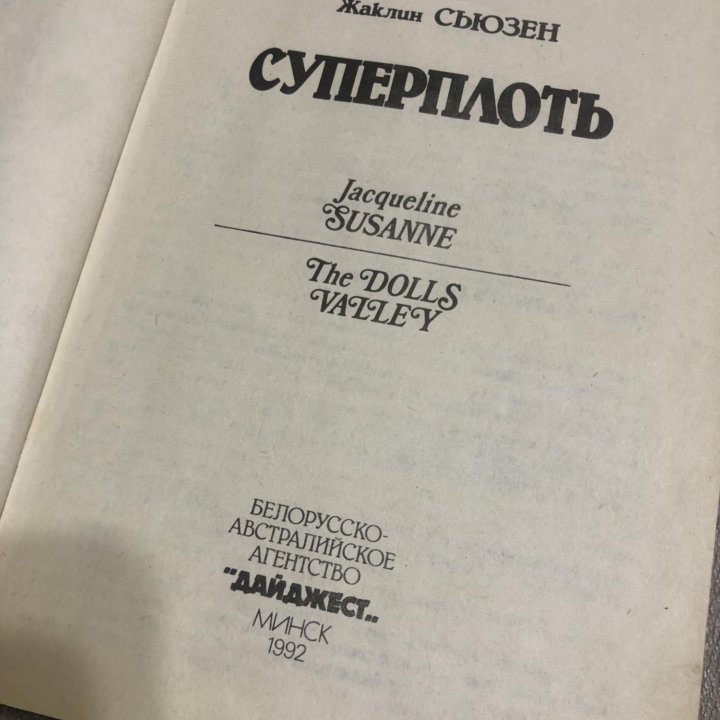 Жаклин СЬЮЗЕН
СУПЕРПЛОТЬ
Jacqueline
SUSANNE
The DOLLS
VALLEY
БЕЛОРУССКО-
АВСТРАЛИЙСКОЕ
АГЕНТСТВО
"ДАЙДЖЕСТ„
МИНСК
1992